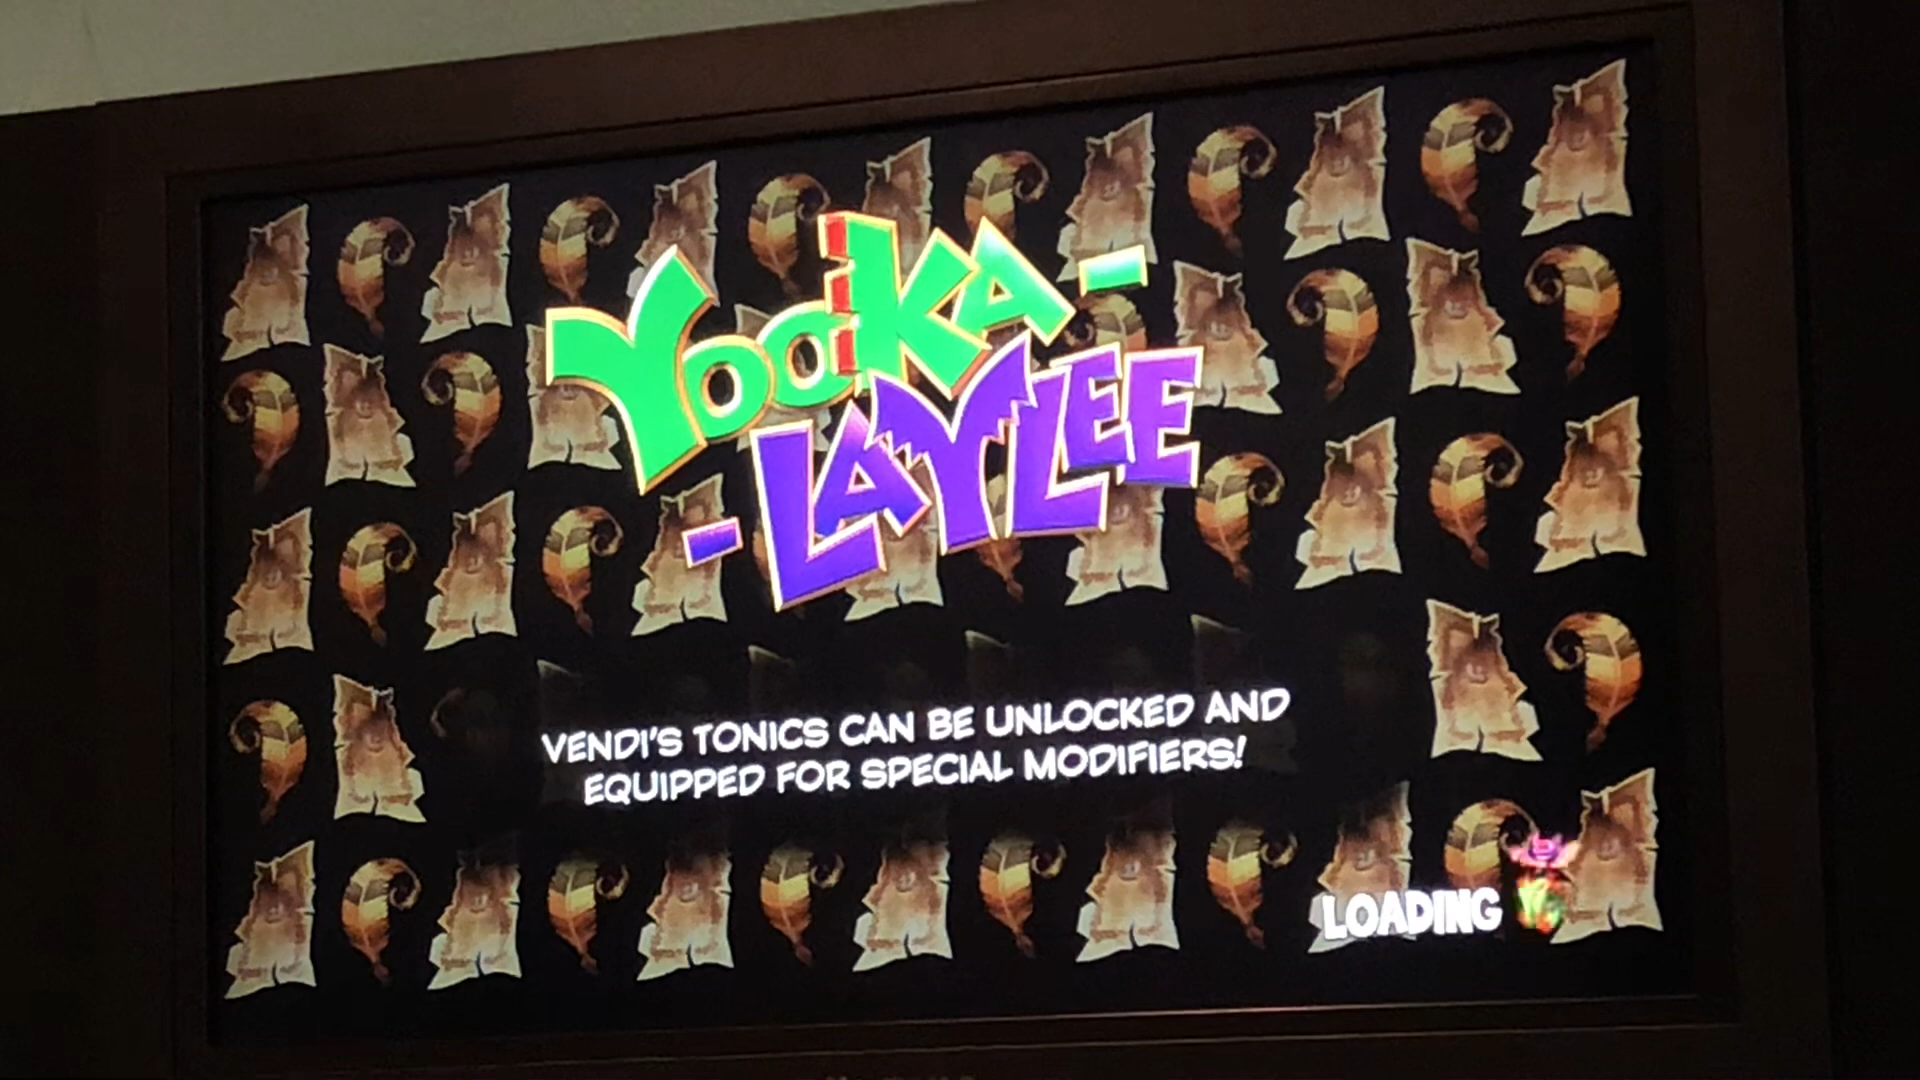 YOOKA-
-LAYLEE
VENDI'S TONICS CAN BE UNLOCKED AND
EQUIPPED FOR SPECIAL MODIFIERS!
LOADING